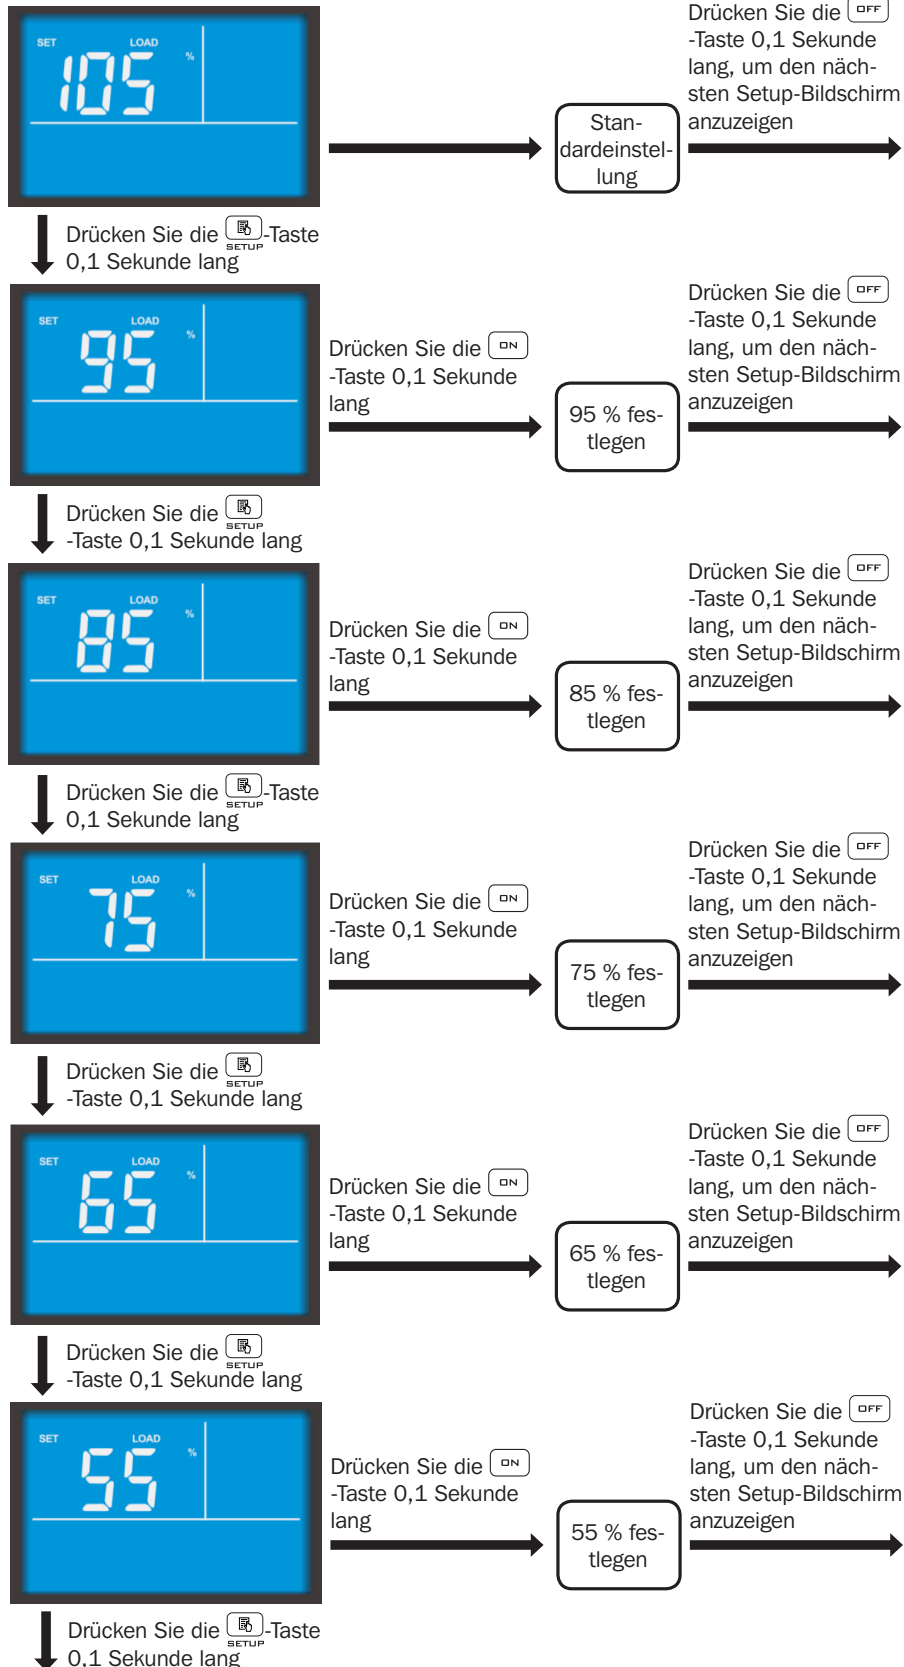 Drücken Sie die OFF
-Taste 0,1 Sekunde
lang, um den näch-
sten Setup-Bildschirm
anzuzeigen
SET LOAD
105 %
Stan-
dardeinstel-
lung
Drücken Sie die SETUP-Taste
0,1 Sekunde lang
Drücken Sie die OFF
-Taste 0,1 Sekunde
lang, um den näch-
sten Setup-Bildschirm
anzuzeigen
SET LOAD
95 %
Drücken Sie die ON
-Taste 0,1 Sekunde
lang
95 % fes-
tlegen
Drücken Sie die SETUP
-Taste 0,1 Sekunde lang
Drücken Sie die OFF
-Taste 0,1 Sekunde
lang, um den näch-
sten Setup-Bildschirm
anzuzeigen
SET LOAD
85 %
Drücken Sie die ON
-Taste 0,1 Sekunde
lang
85 % fes-
tlegen
Drücken Sie die SETUP-Taste
0,1 Sekunde lang
Drücken Sie die OFF
-Taste 0,1 Sekunde
lang, um den näch-
sten Setup-Bildschirm
anzuzeigen
SET LOAD
75 %
Drücken Sie die ON
-Taste 0,1 Sekunde
lang
75 % fes-
tlegen
Drücken Sie die SETUP
-Taste 0,1 Sekunde lang
Drücken Sie die OFF
-Taste 0,1 Sekunde
lang, um den näch-
sten Setup-Bildschirm
anzuzeigen
SET LOAD
65 %
Drücken Sie die ON
-Taste 0,1 Sekunde
lang
65 % fes-
tlegen
Drücken Sie die SETUP
-Taste 0,1 Sekunde lang
Drücken Sie die OFF
-Taste 0,1 Sekunde
lang, um den näch-
sten Setup-Bildschirm
anzuzeigen
SET LOAD
55 %
Drücken Sie die ON
-Taste 0,1 Sekunde
lang
55 % fes-
tlegen
Drücken Sie die SETUP-Taste
0,1 Sekunde lang